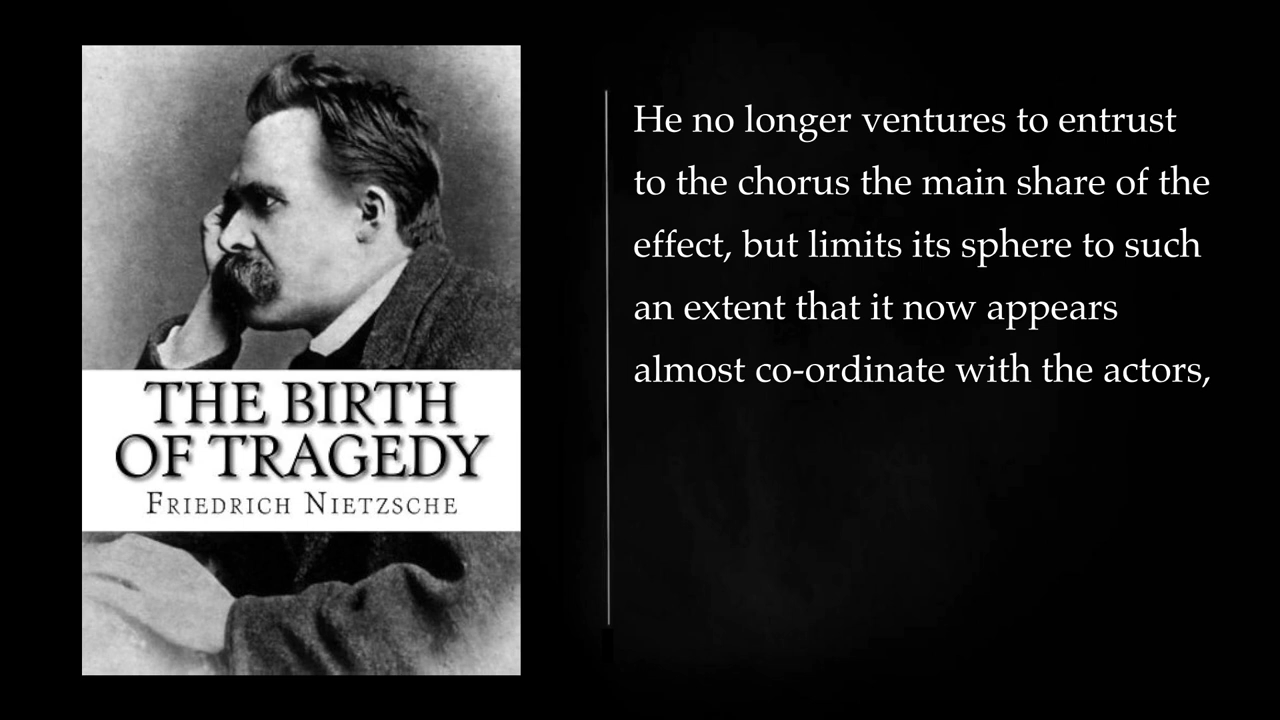 THE BIRTH
OF TRAGEDY
FRIEDRICH NIETZSCHE
He no longer ventures to entrust
to the chorus the main share of the
effect, but limits its sphere to such
an extent that it now appears
almost co-ordinate with the actors,